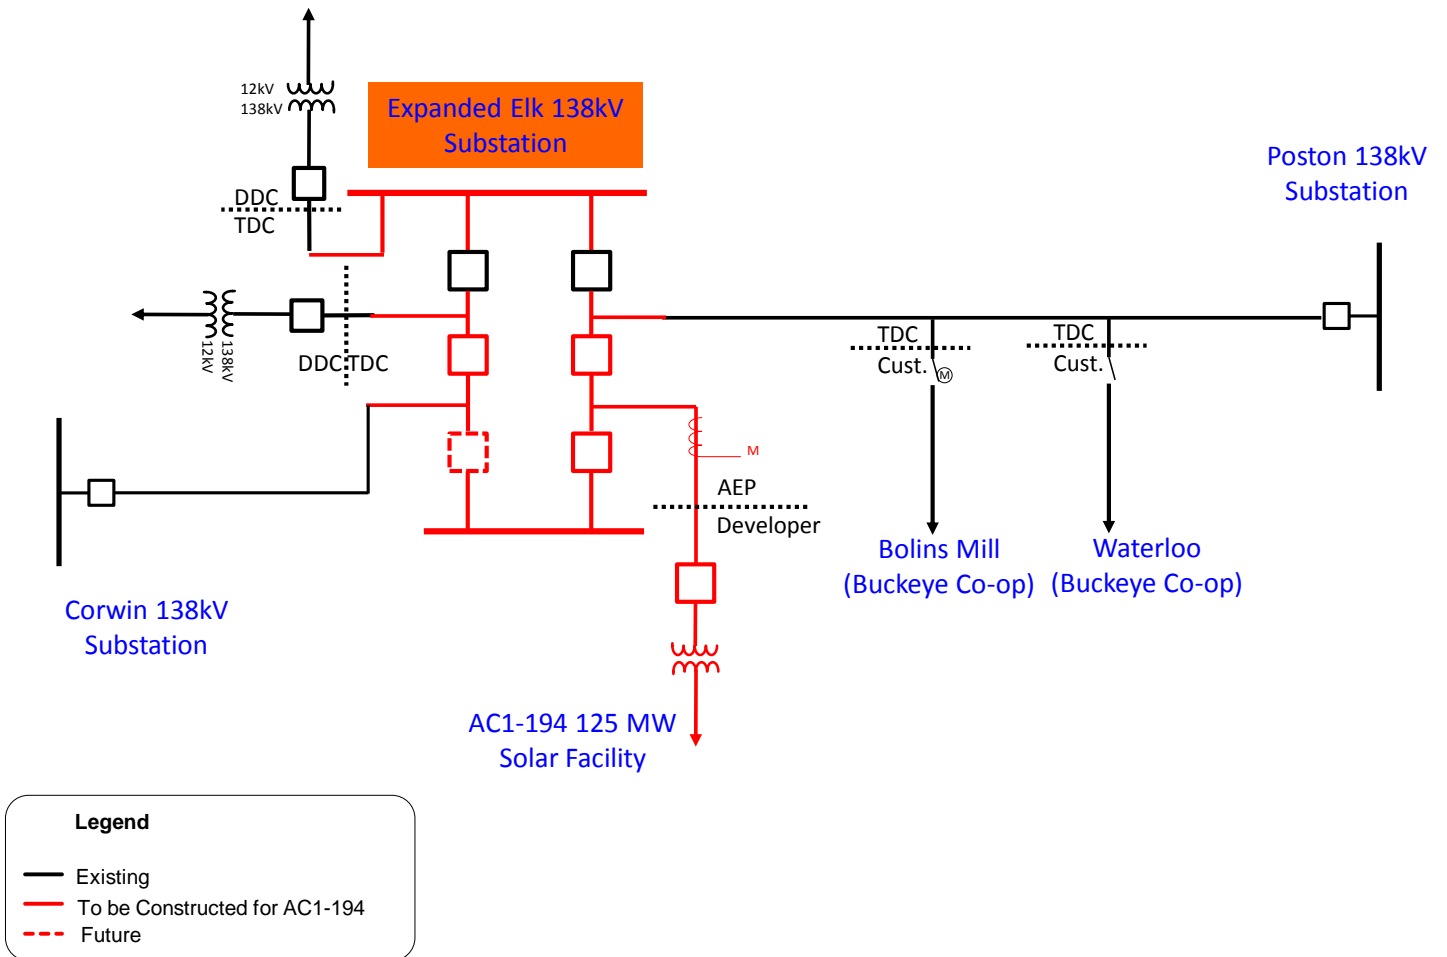 12kV
138kV
Expanded Elk 138kV
Substation
Poston 138kV
Substation
DDC
TDC
12kV
138kV
DDC
TDC
TDC
Cust.
M
TDC
Cust.
M
AEP
Developer
Bolins Mill
(Buckeye Co-op)
Waterloo
(Buckeye Co-op)
Corwin 138kV
Substation
AC1-194 125 MW
Solar Facility
Legend
Existing
To be Constructed for AC1-194
Future